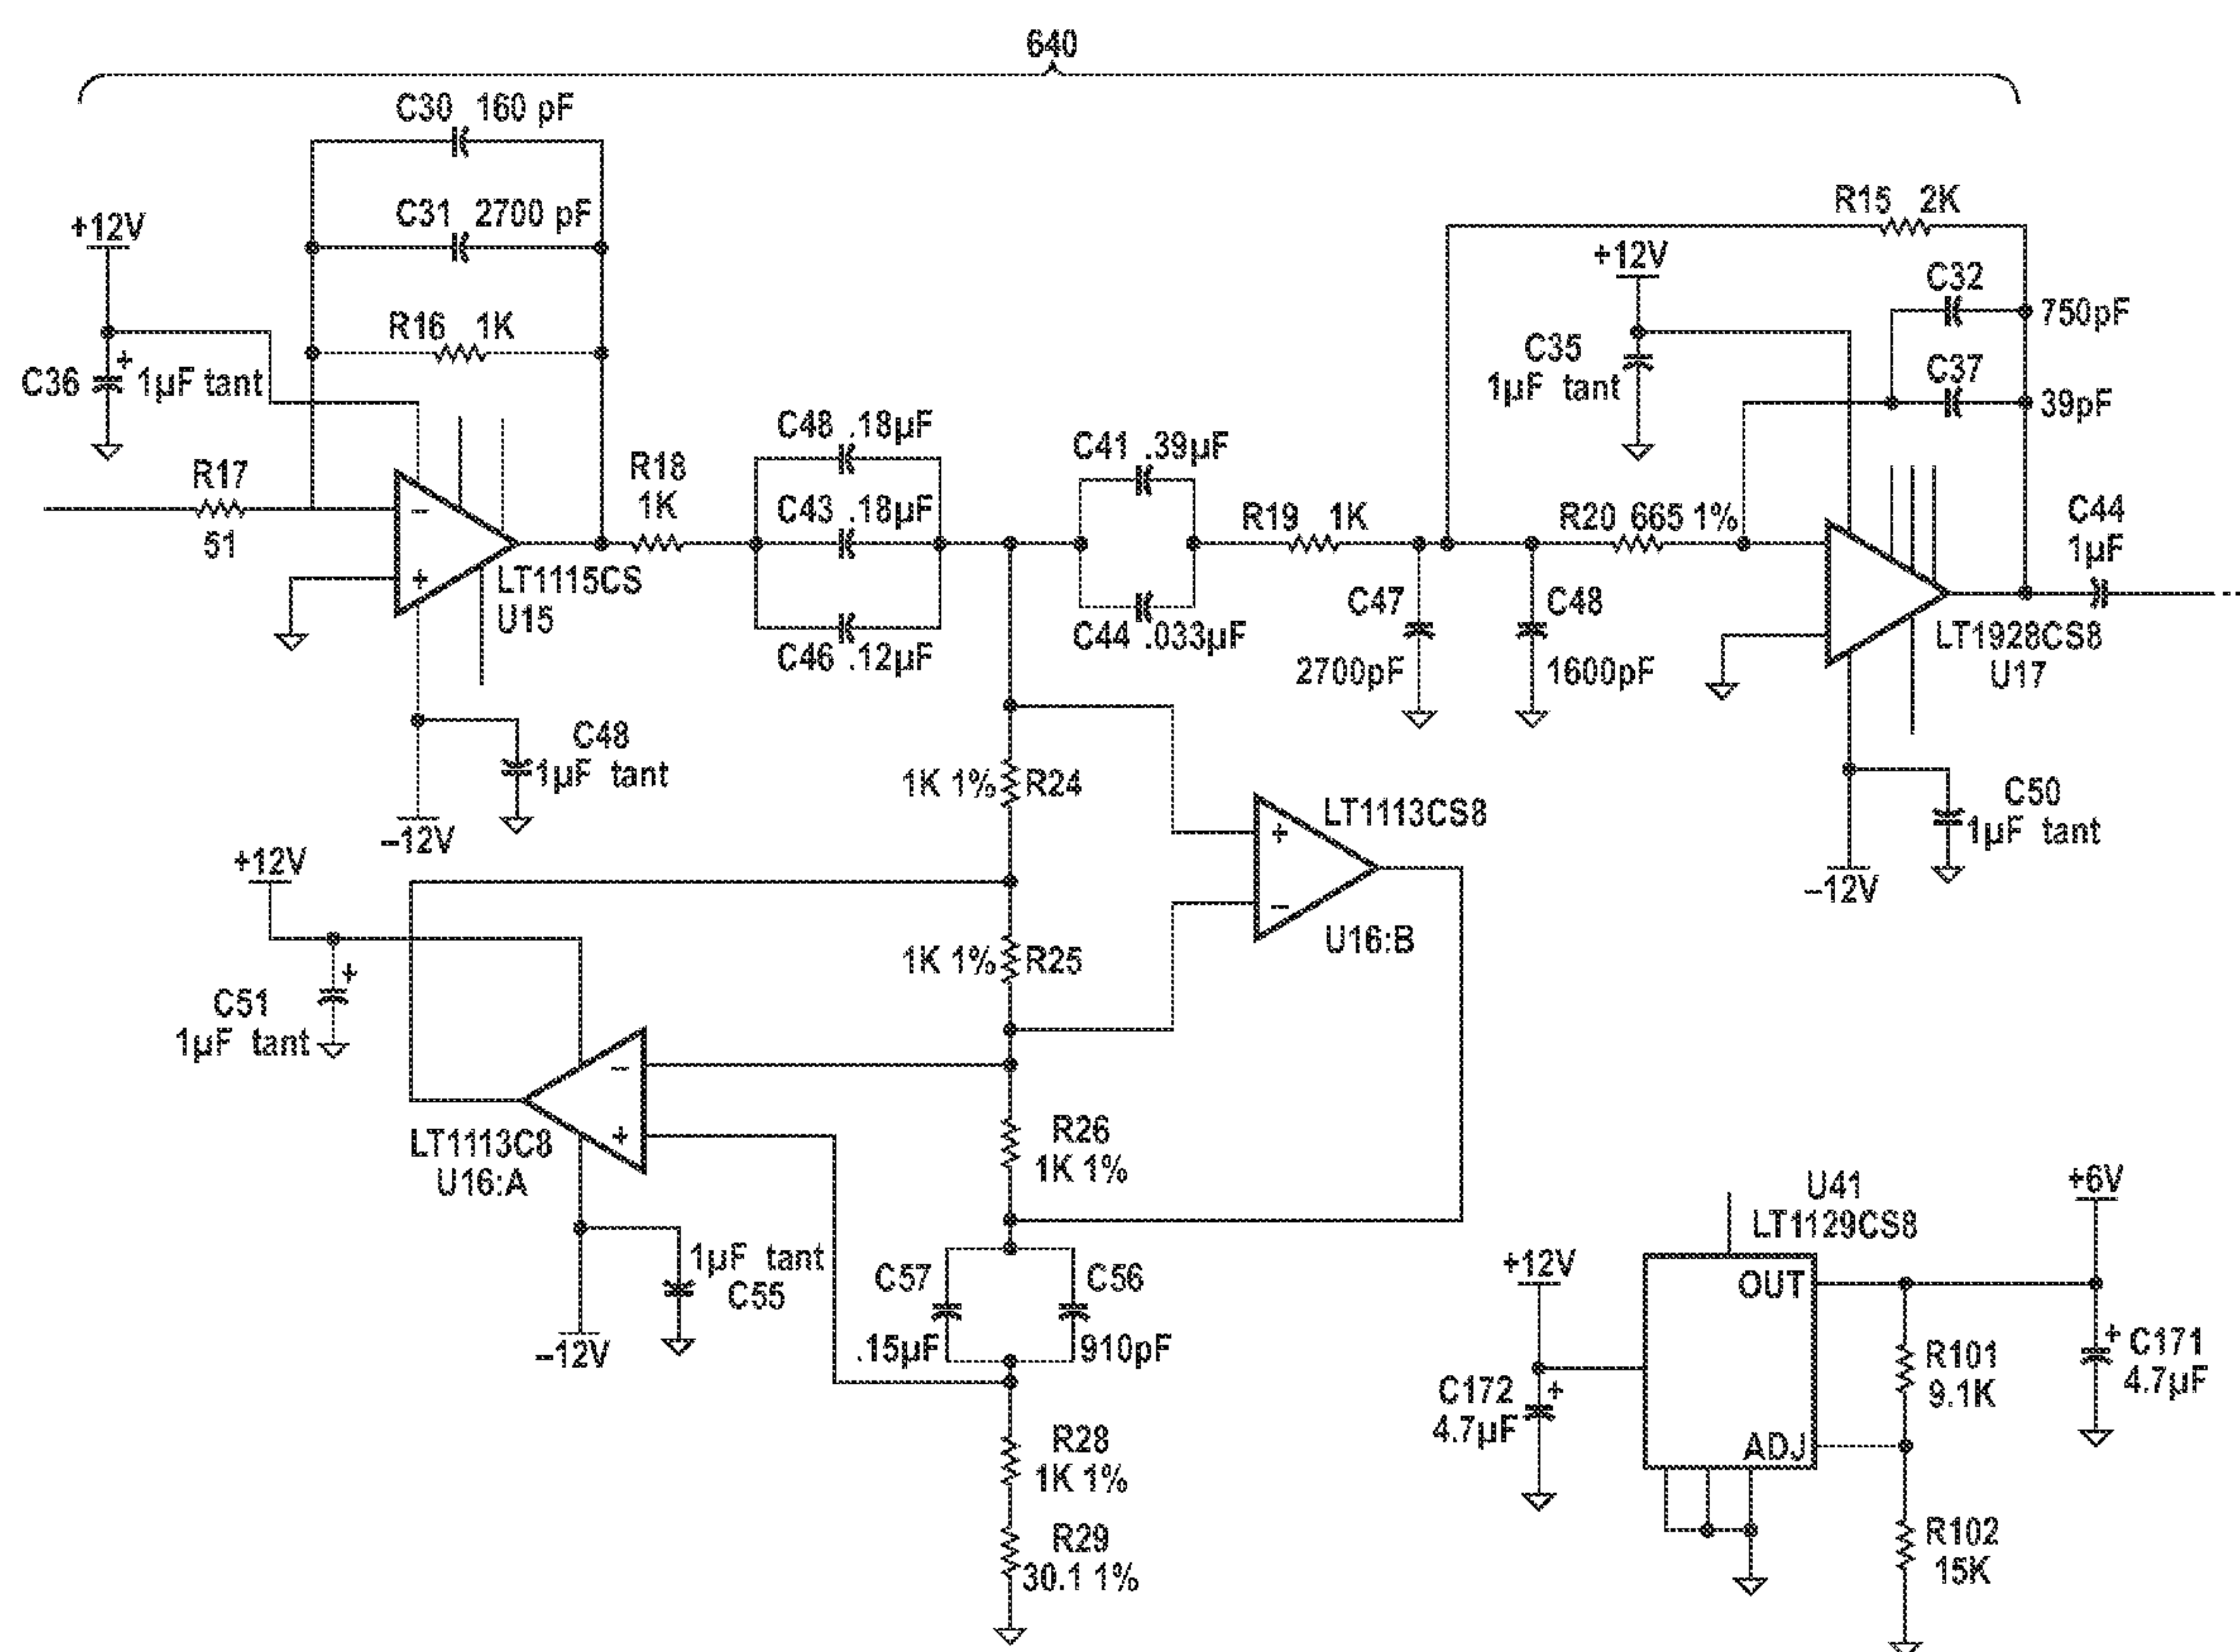 640
C30 160 pF
C31 2700 pF
R16 1K
+12V
C36
+
1µF tant
R17
51
−
+
LT1115CS
U15
C48
1µF tant
−12V
R18
1K
C48 .18µF
C43 .18µF
C46 .12µF
C41 .39µF
C44 .033µF
R19 1K
C47
2700pF
C48
1600pF
R15 2K
+12V
C35
1µF tant
C32
750pF
C37
39pF
R20 665 1%
C44
1µF
LT1928CS8
U17
C50
1µF tant
−12V
1K 1%
R24
1K 1%
R25
LT1113CS8
+
−
U16:B
+12V
+
C51
1µF tant
−
+
LT1113C8
U16:A
1µF tant
C55
−12V
R26
1K 1%
C57
.15µF
C56
910pF
R28
1K 1%
R29
30.1 1%
U41
LT1129CS8
+12V
OUT
ADJ
+
C172
4.7µF
+6V
R101
9.1K
+
C171
4.7µF
R102
15K